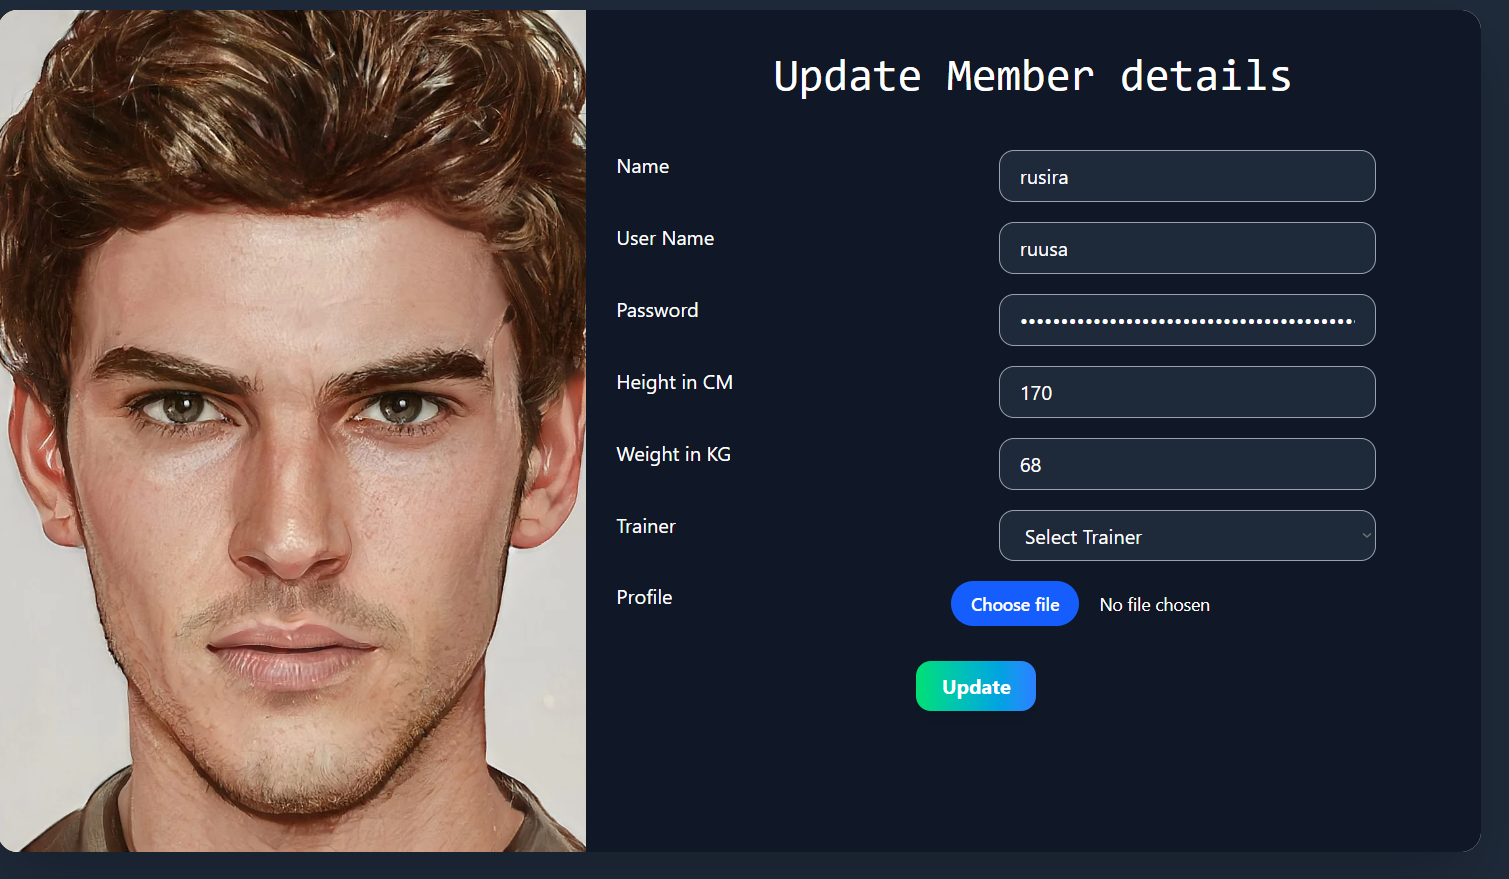 Update Member details
Name
rusira
User Name
ruusa
Password
••••••••••••••••••••••••••••••••••••••••••
Height in CM
170
Weight in KG
68
Trainer
Select Trainer
Profile
Choose file No file chosen
Update